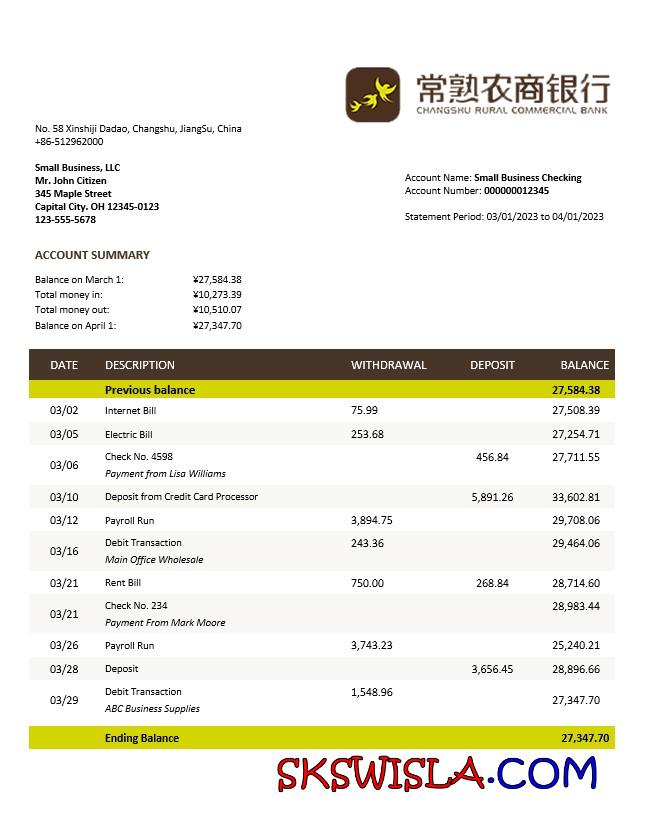 常熟农商银行
CHANGSHU RURAL COMMERCIAL BANK
No. 58 Xinshiji Dadao, Changshu, JiangSu, China
+86-512962000
Small Business, LLC
Mr. John Citizen
345 Maple Street
Capital City. OH 12345-0123
123-555-5678
Account Name: Small Business Checking
Account Number: 000000012345
Statement Period: 03/01/2023 to 04/01/2023
ACCOUNT SUMMARY
Balance on March 1: ¥27,584.38
Total money in: ¥10,273.39
Total money out: ¥10,510.07
Balance on April 1: ¥27,347.70
DATE DESCRIPTION WITHDRAWAL DEPOSIT BALANCE
Previous balance 27,584.38
03/02 Internet Bill 75.99 27,508.39
03/05 Electric Bill 253.68 27,254.71
03/06 Check No. 4598 456.84 27,711.55
Payment from Lisa Williams
03/10 Deposit from Credit Card Processor 5,891.26 33,602.81
03/12 Payroll Run 3,894.75 29,708.06
03/16 Debit Transaction 243.36 29,464.06
Main Office Wholesale
03/21 Rent Bill 750.00 268.84 28,714.60
03/21 Check No. 234 28,983.44
Payment From Mark Moore
03/26 Payroll Run 3,743.23 25,240.21
03/28 Deposit 3,656.45 28,896.66
03/29 Debit Transaction 1,548.96 27,347.70
ABC Business Supplies
Ending Balance 27,347.70
SKSWISLA.COM